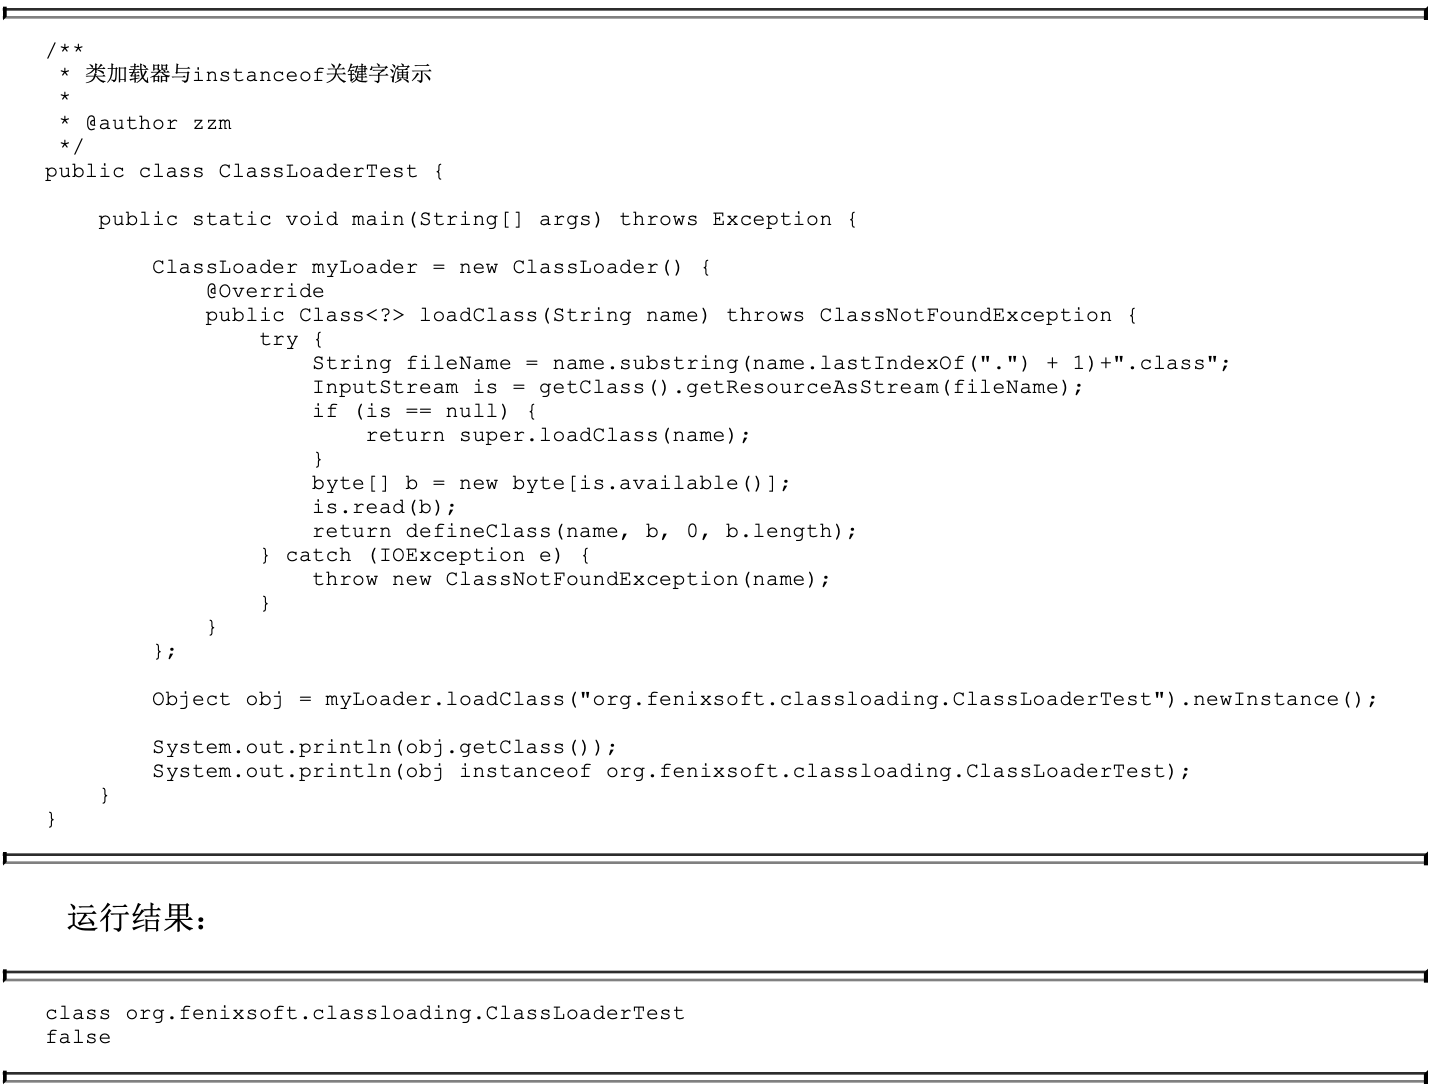 /**
 * 类加载器与instanceof关键字演示
 *
 * @author zzm
 */
public class ClassLoaderTest {

    public static void main(String[] args) throws Exception {

        ClassLoader myLoader = new ClassLoader() {
            @Override
            public Class<?> loadClass(String name) throws ClassNotFoundException {
                try {
                    String fileName = name.substring(name.lastIndexOf(".") + 1)+".class";
                    InputStream is = getClass().getResourceAsStream(fileName);
                    if (is == null) {
                        return super.loadClass(name);
                    }
                    byte[] b = new byte[is.available()];
                    is.read(b);
                    return defineClass(name, b, 0, b.length);
                } catch (IOException e) {
                    throw new ClassNotFoundException(name);
                }
            }
        };

        Object obj = myLoader.loadClass("org.fenixsoft.classloading.ClassLoaderTest").newInstance();

        System.out.println(obj.getClass());
        System.out.println(obj instanceof org.fenixsoft.classloading.ClassLoaderTest);
    }
}
运行结果：
class org.fenixsoft.classloading.ClassLoaderTest
false